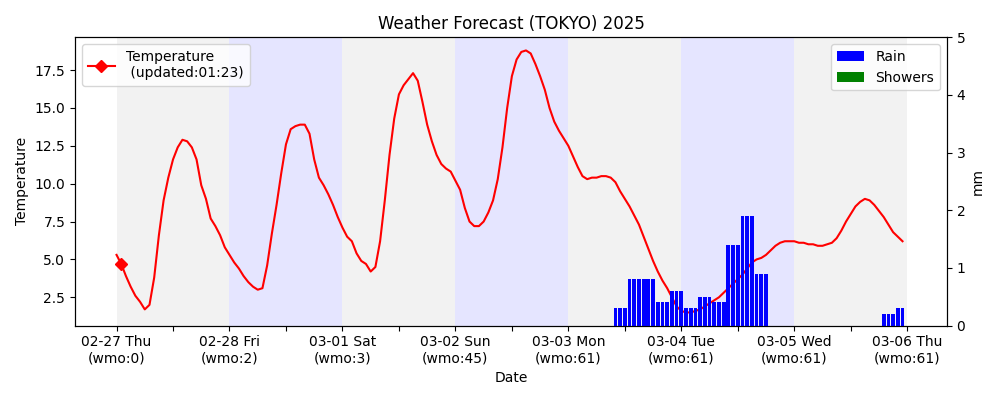 Weather Forecast (TOKYO) 2025
Temperature
(updated:01:23)
Rain
Showers
Temperature
17.5
15.0
12.5
10.0
7.5
5.0
2.5
5
4
3
2
1
0
mm
02-27 Thu
(wmo:0)
02-28 Fri
(wmo:2)
03-01 Sat
(wmo:3)
03-02 Sun
(wmo:45)
03-03 Mon
(wmo:61)
03-04 Tue
(wmo:61)
03-05 Wed
(wmo:61)
03-06 Thu
(wmo:61)
Date